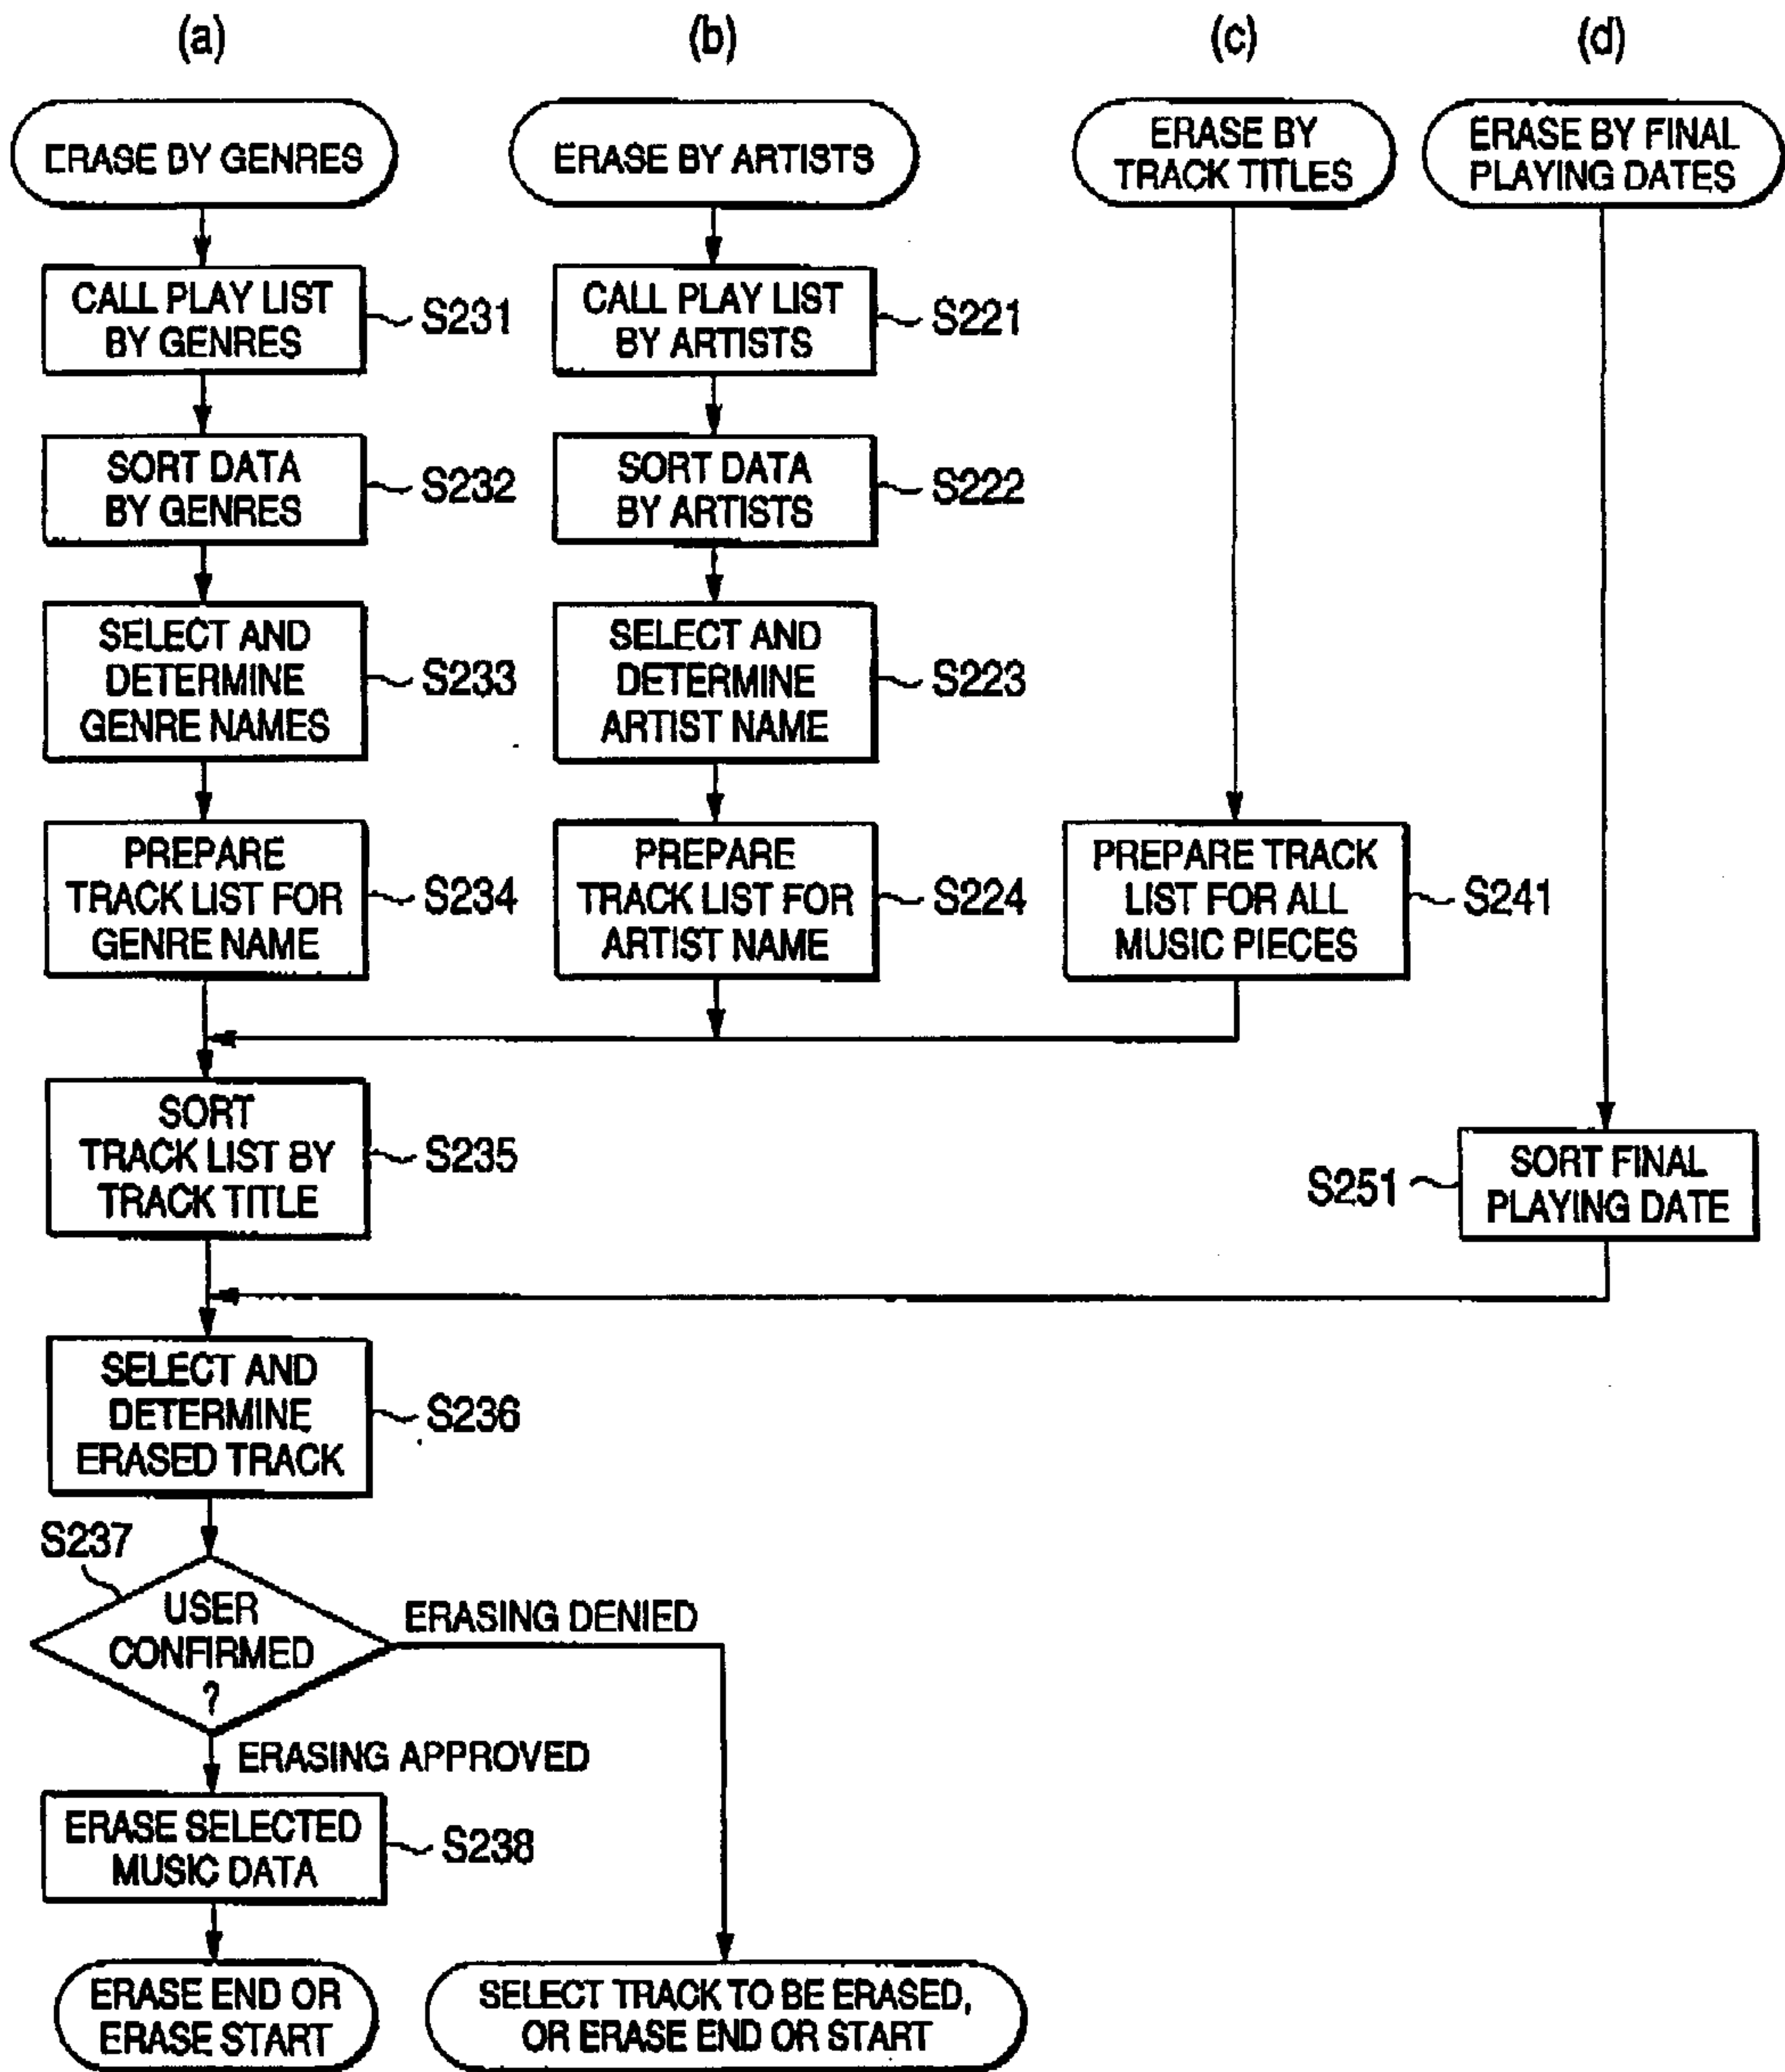 (a)
(b)
(c)
(d)
ERASE BY GENRES
ERASE BY ARTISTS
ERASE BY
TRACK TITLES
ERASE BY FINAL
PLAYING DATES
CALL PLAY LIST
BY GENRES
S231
CALL PLAY LIST
BY ARTISTS
S221
SORT DATA
BY GENRES
S232
SORT DATA
BY ARTISTS
S222
SELECT AND
DETERMINE
GENRE NAMES
S233
SELECT AND
DETERMINE
ARTIST NAME
S223
PREPARE
TRACK LIST FOR
GENRE NAME
S234
PREPARE
TRACK LIST FOR
ARTIST NAME
S224
PREPARE TRACK
LIST FOR ALL
MUSIC PIECES
S241
SORT
TRACK LIST BY
TRACK TITLE
S235
S251
SORT FINAL
PLAYING DATE
SELECT AND
DETERMINE
ERASED TRACK
S236
S237
USER
CONFIRMED
?
ERASING DENIED
ERASING APPROVED
ERASE SELECTED
MUSIC DATA
S238
ERASE END OR
ERASE START
SELECT TRACK TO BE ERASED,
OR ERASE END OR START